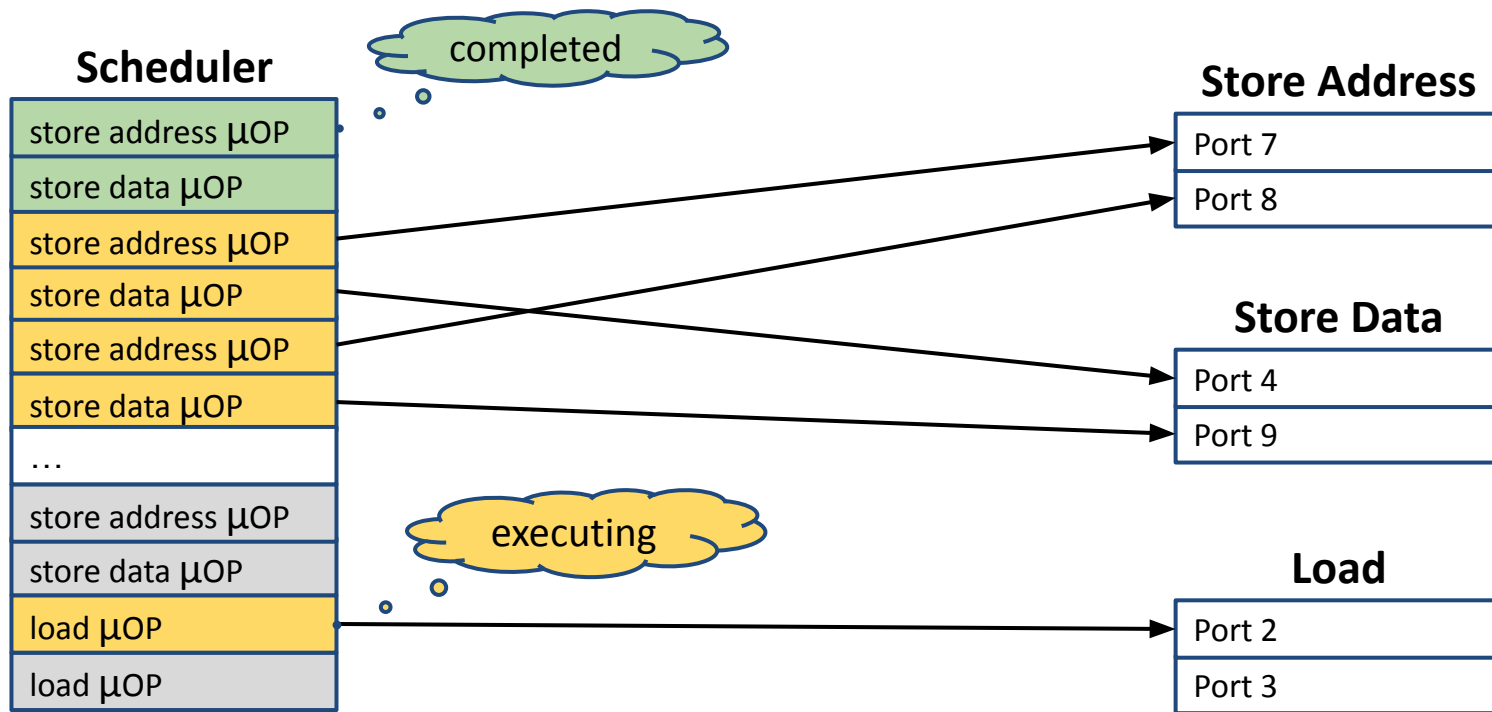 completed
Scheduler
store address μOP
store data μOP
store address μOP
store data μOP
store address μOP
store data μOP
...
store address μOP
store data μOP
load μOP
load μOP
executing
Store Address
Port 7
Port 8
Store Data
Port 4
Port 9
Load
Port 2
Port 3